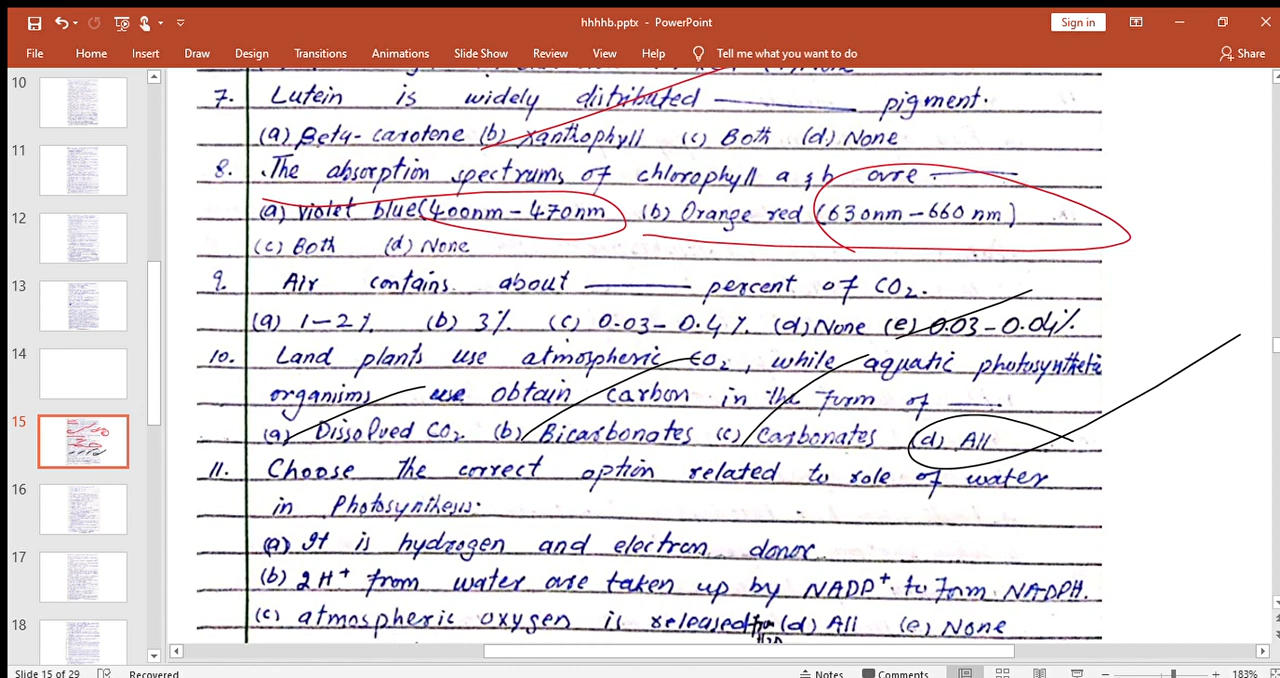 hhhhb.pptx - PowerPoint
Sign in
File Home Insert Draw Design Transitions Animations Slide Show Review View Help Tell me what you want to do Share
10
11
12
13
14
15
16
17
18
7. Lutein is widely distributed ______ pigment.
(a) Beta-carotene (b) xanthophyll (c) Both (d) None
8. The absorption spectrums of chlorophyll a & b are ______
(a) violet blue (400nm - 470nm (b) Orange red (630nm - 660 nm)
(c) Both (d) None
9. Air contains about ______ percent of CO2.
(a) 1-2% (b) 3% (c) 0.03 - 0.4% (d) None (e) 0.03 - 0.04%
10. Land plants use atmospheric CO2, while aquatic photosynthetic
organisms use obtain carbon in the form of ______
(a) Dissolved CO2 (b) Bicarbonates (c) Carbonates (d) All
11. Choose the correct option related to role of water
in Photosynthesis.
(a) It is hydrogen and electron donor.
(b) 2H+ from water are taken up by NADP+ to form NADPH.
(c) atmospheric oxygen is released (d) All (e) None
Slide 15 of 29 Recovered Notes Comments 183%